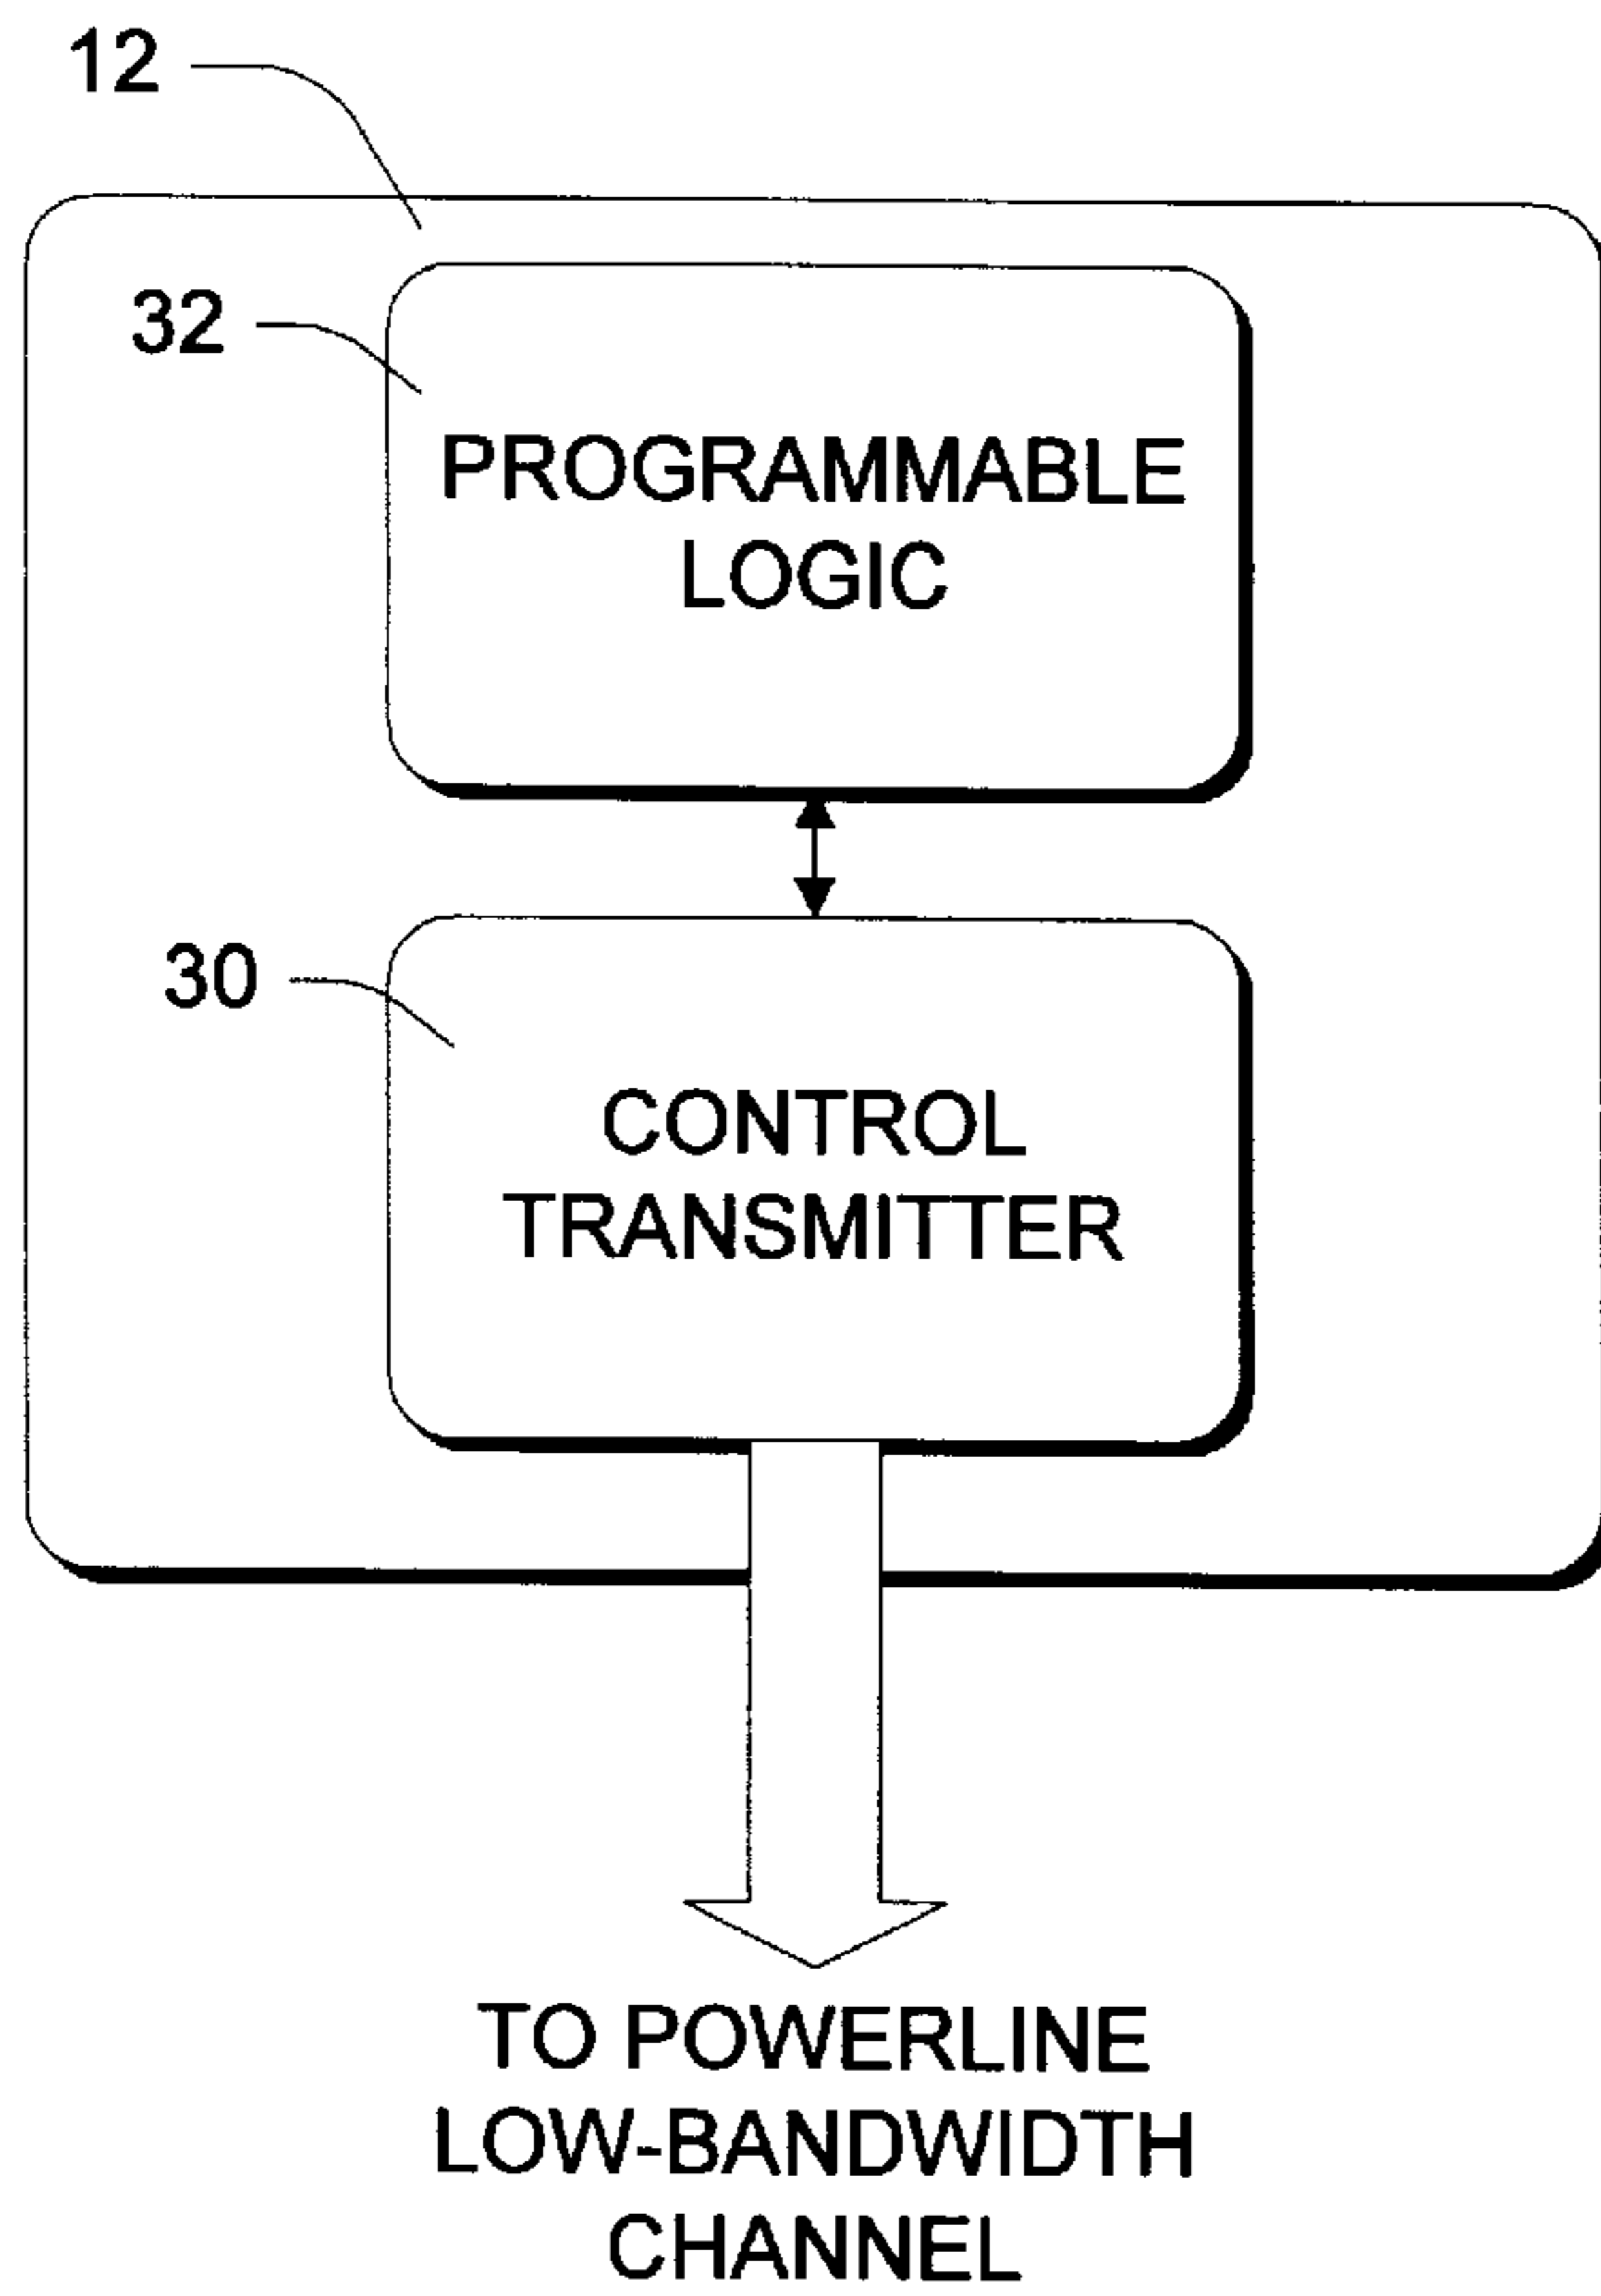 12
32
PROGRAMMABLE
LOGIC
30
CONTROL
TRANSMITTER
TO POWERLINE
LOW-BANDWIDTH
CHANNEL